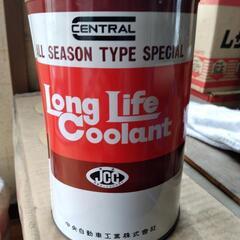 CENTRAL
ALL SEASON TYPE SPECIAL
Long Life
Coolant
JCC
中央自動車工業株式会社